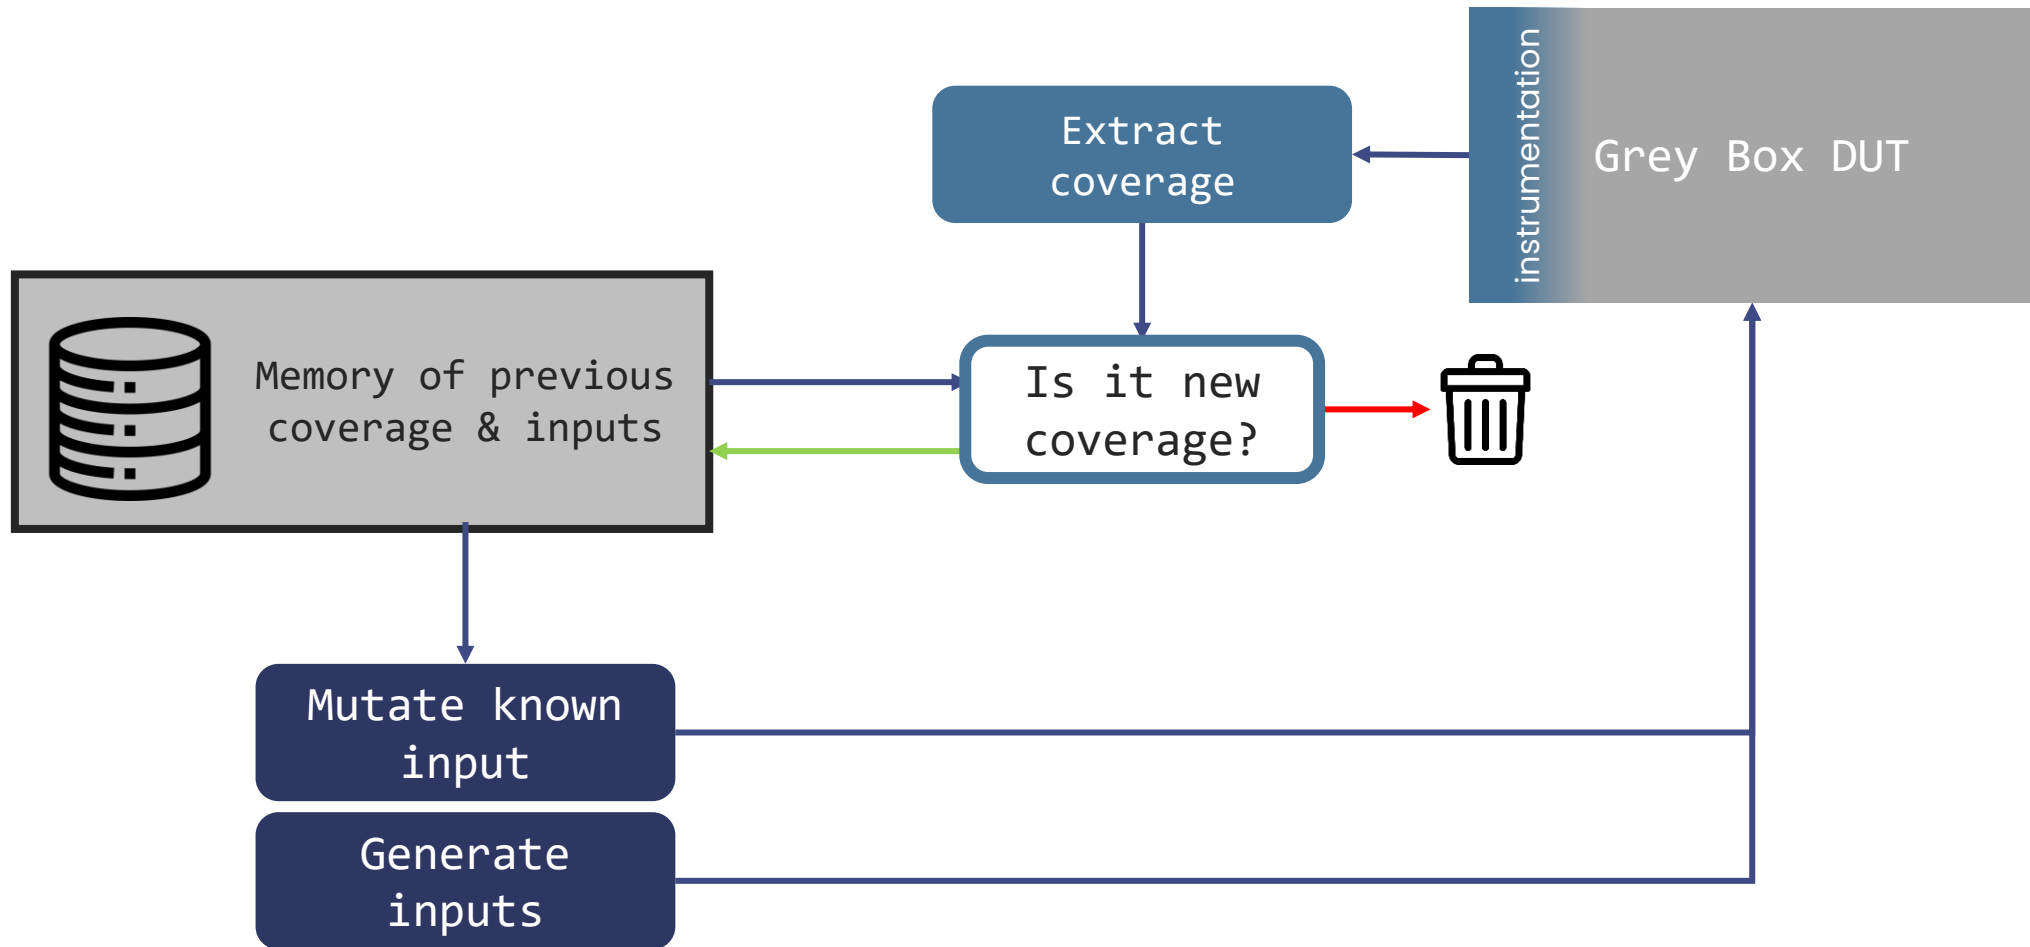 instrumentation
Grey Box DUT
Extract
coverage
Memory of previous
coverage & inputs
Is it new
coverage?
Mutate known
input
Generate
inputs